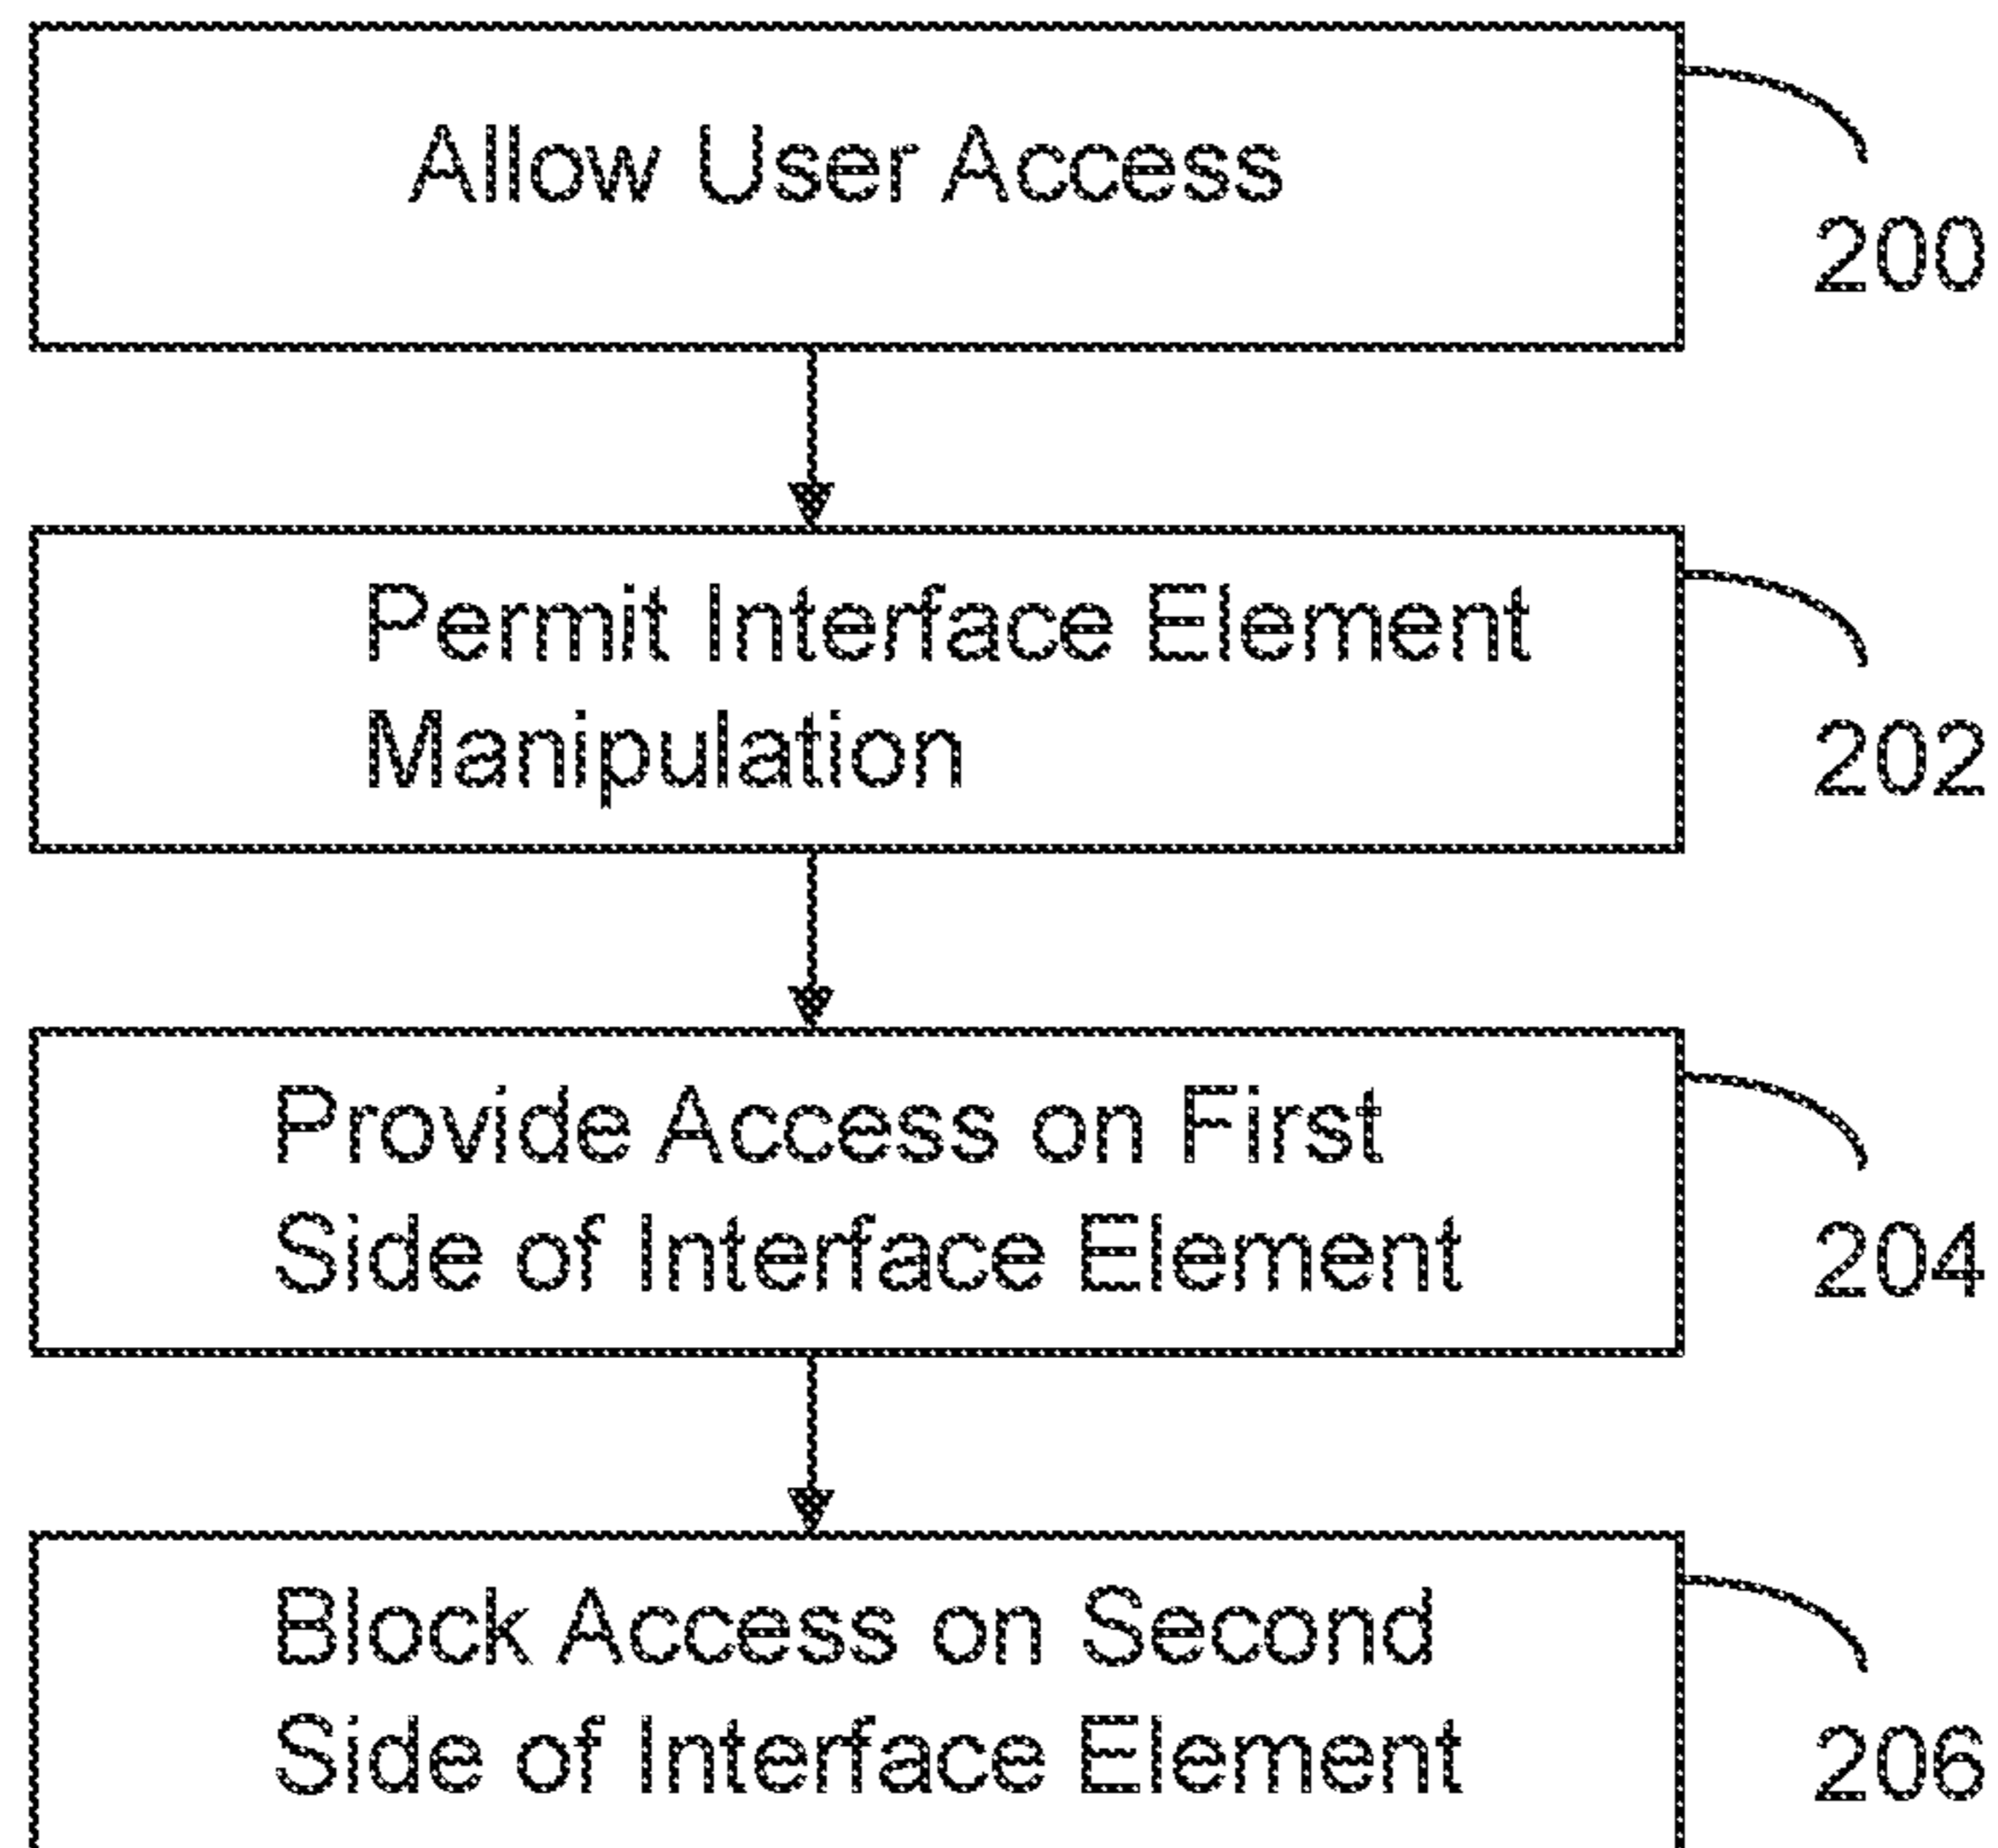 Allow User Access
200
Permit Interface Element
Manipulation
202
Provide Access on First
Side of Interface Element
204
Block Access on Second
Side of Interface Element
206